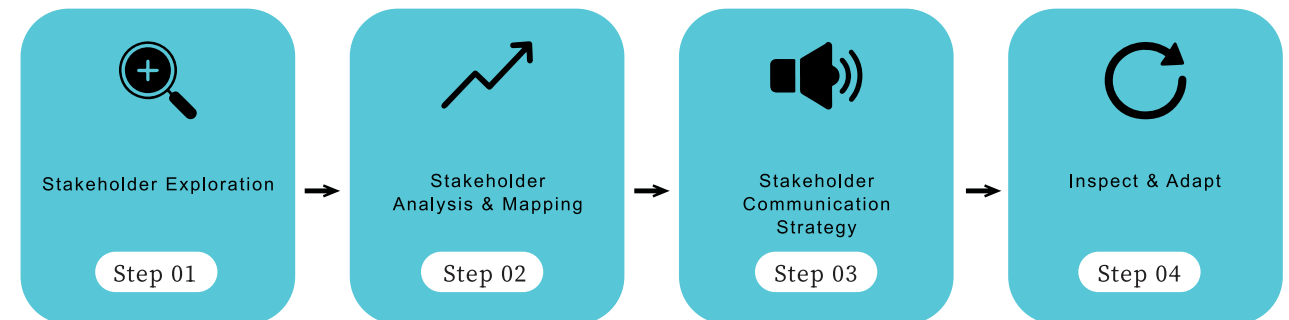 Stakeholder Exploration
Step 01
Stakeholder
Analysis & Mapping
Step 02
Stakeholder
Communication
Strategy
Step 03
Inspect & Adapt
Step 04